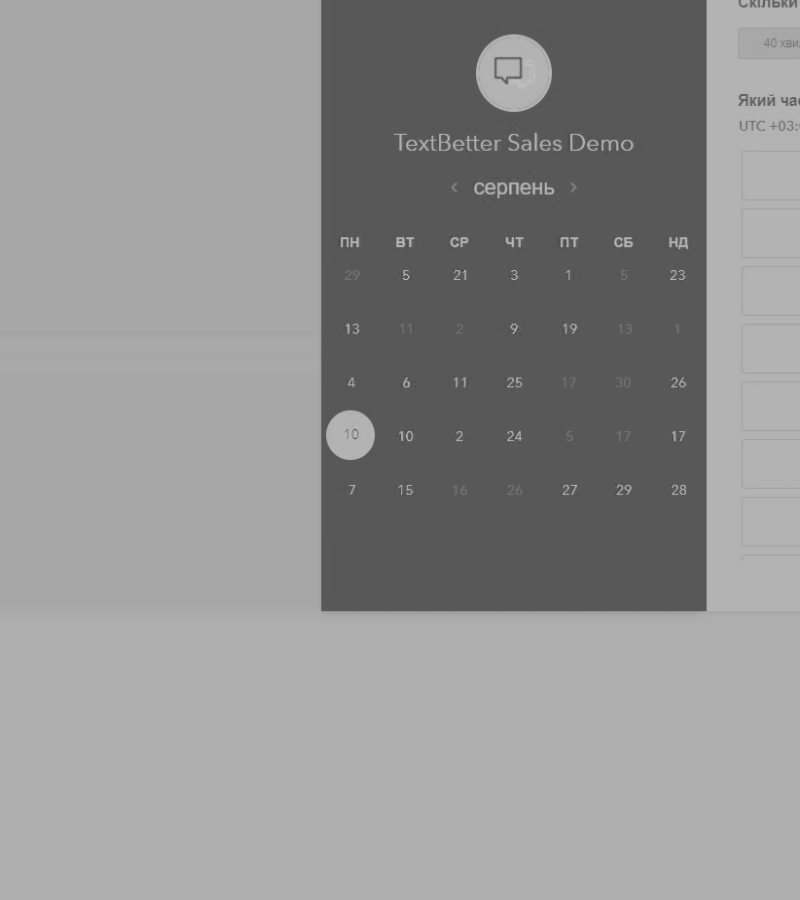 Скільки
40 хви
Який час
UTC +03:
TextBetter Sales Demo
‹ серпень ›
ПН ВТ СР ЧТ ПТ СБ НД
29 5 21 3 1 5 23
13 11 2 9 19 13 1
4 6 11 25 17 30 26
10 10 2 24 5 17 17
7 15 16 26 27 29 28